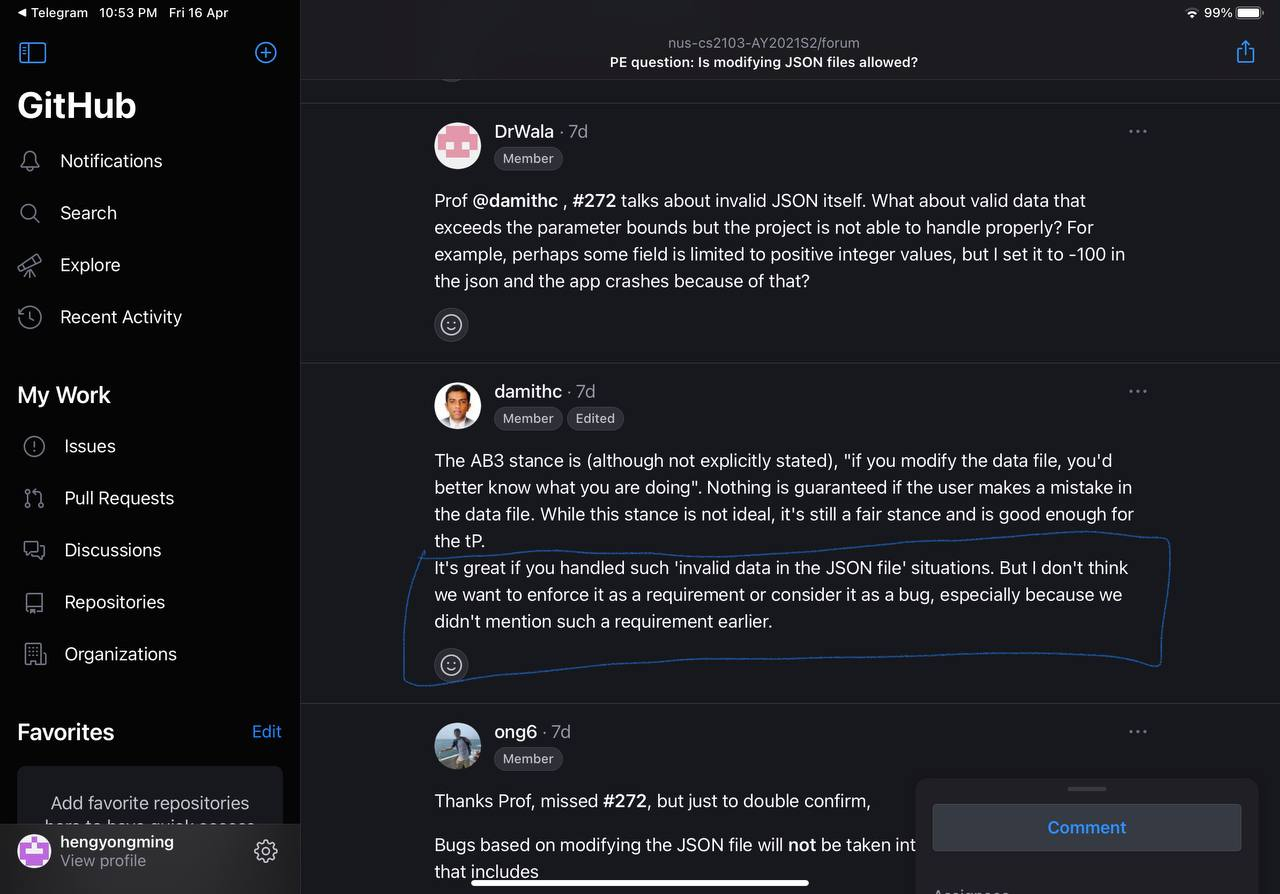 ◀ Telegram 10:53 PM Fri 16 Apr
99%
GitHub
Notifications
Search
Explore
Recent Activity
My Work
Issues
Pull Requests
Discussions
Repositories
Organizations
Favorites Edit
Add favorite repositories
hengyongming
View profile
nus-cs2103-AY2021S2/forum
PE question: Is modifying JSON files allowed?
DrWala · 7d
Member
Prof @damithc , #272 talks about invalid JSON itself. What about valid data that
exceeds the parameter bounds but the project is not able to handle properly? For
example, perhaps some field is limited to positive integer values, but I set it to -100 in
the json and the app crashes because of that?
damithc · 7d
Member Edited
The AB3 stance is (although not explicitly stated), "if you modify the data file, you'd
better know what you are doing". Nothing is guaranteed if the user makes a mistake in
the data file. While this stance is not ideal, it's still a fair stance and is good enough for
the tP.
It's great if you handled such 'invalid data in the JSON file' situations. But I don't think
we want to enforce it as a requirement or consider it as a bug, especially because we
didn't mention such a requirement earlier.
ong6 · 7d
Member
Thanks Prof, missed #272, but just to double confirm,
Bugs based on modifying the JSON file will not be taken int
that includes
Comment